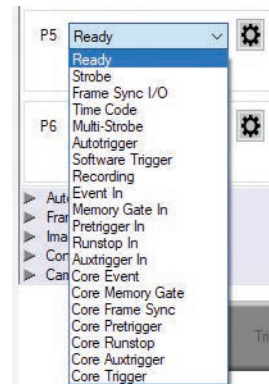 P5 Ready
Ready
Strobe
Frame Sync I/O
Time Code
Multi-Strobe
P6
Autotrigger
Software Trigger
Recording
Event In
Memory Gate In
Pretrigger In
Runstop In
Auxtrigger In
Core Event
Core Memory Gate
Core Frame Sync
Core Pretrigger
Core Runstop
Core Auxtrigger
Core Trigger